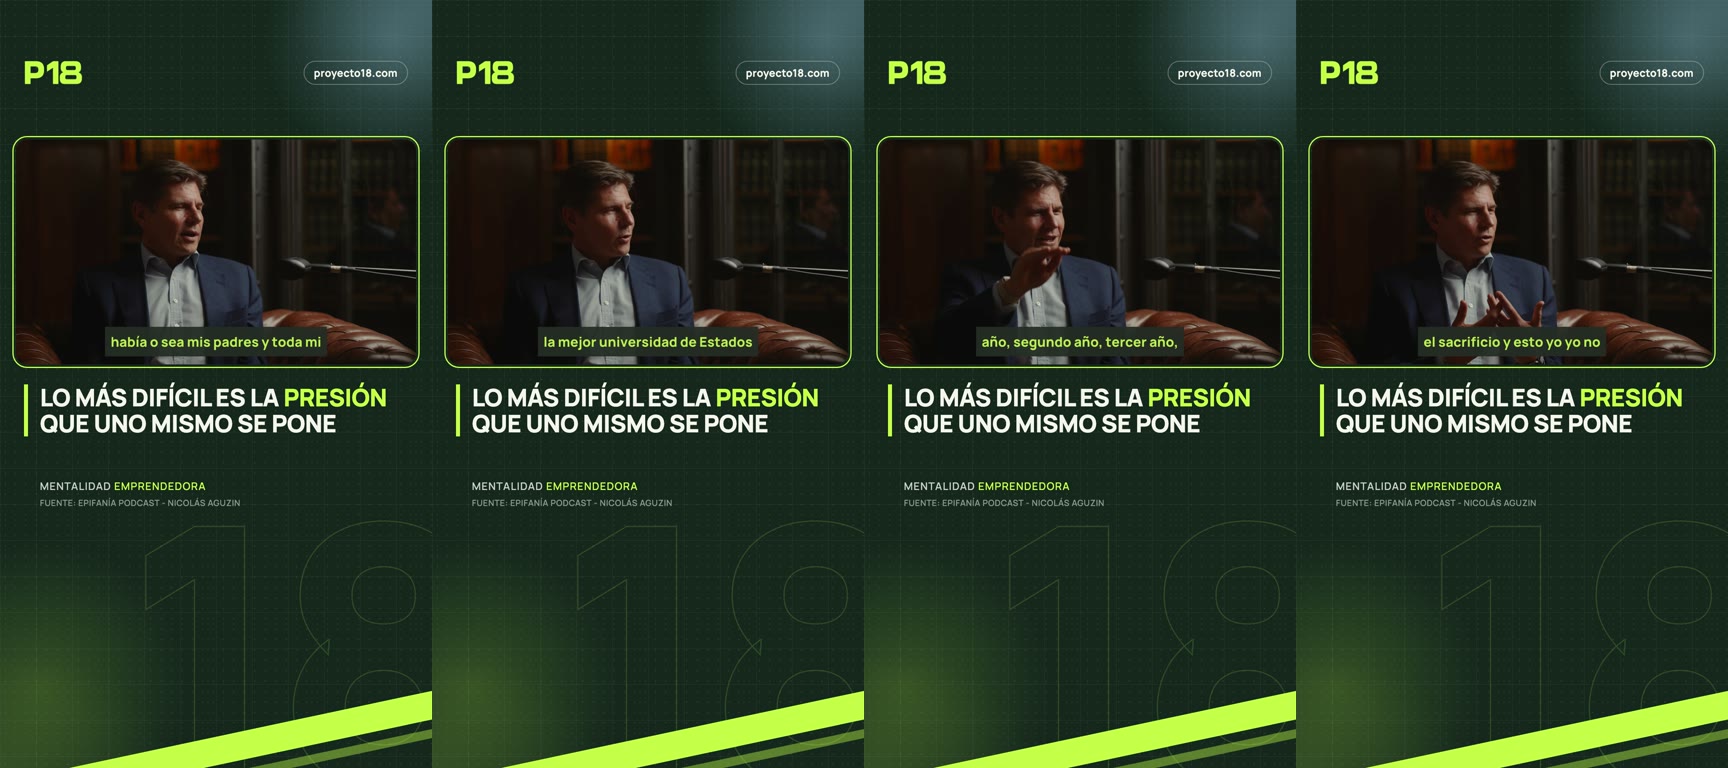 P18
proyecto18.com
había o sea mis padres y toda mi
LO MÁS DIFÍCIL ES LA PRESIÓN
QUE UNO MISMO SE PONE
MENTALIDAD EMPRENDEDORA
FUENTE: EPIFANÍA PODCAST - NICOLÁS AGUZIN
18
P18
proyecto18.com
la mejor universidad de Estados
LO MÁS DIFÍCIL ES LA PRESIÓN
QUE UNO MISMO SE PONE
MENTALIDAD EMPRENDEDORA
FUENTE: EPIFANÍA PODCAST - NICOLÁS AGUZIN
18
P18
proyecto18.com
año, segundo año, tercer año,
LO MÁS DIFÍCIL ES LA PRESIÓN
QUE UNO MISMO SE PONE
MENTALIDAD EMPRENDEDORA
FUENTE: EPIFANÍA PODCAST - NICOLÁS AGUZIN
18
P18
proyecto18.com
el sacrificio y esto yo yo no
LO MÁS DIFÍCIL ES LA PRESIÓN
QUE UNO MISMO SE PONE
MENTALIDAD EMPRENDEDORA
FUENTE: EPIFANÍA PODCAST - NICOLÁS AGUZIN
18